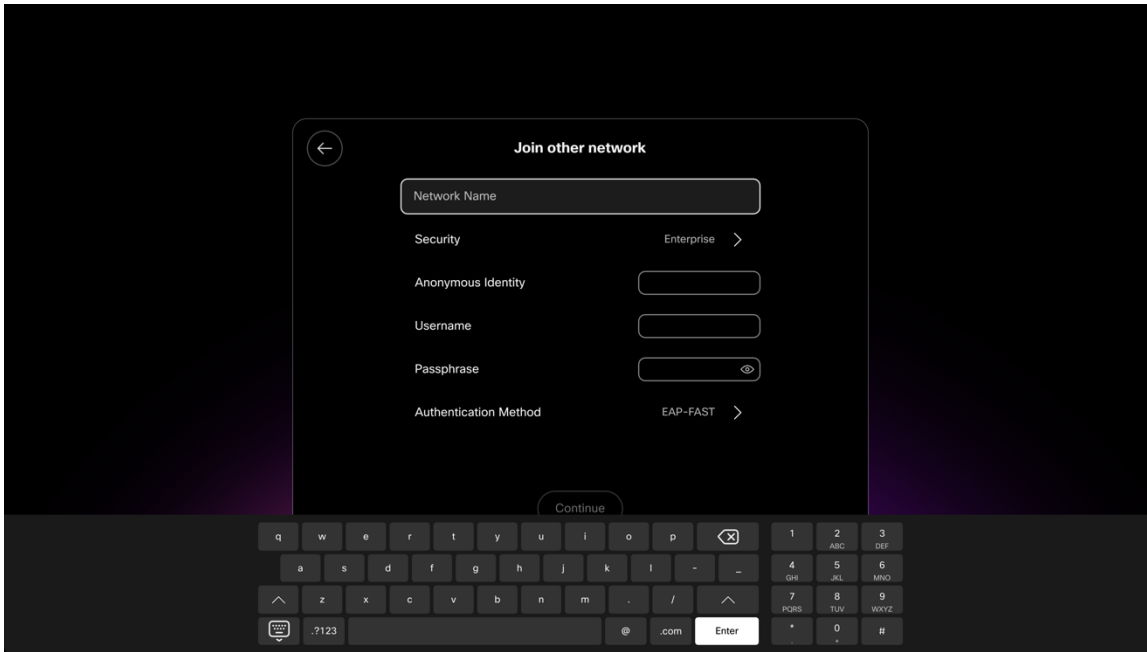 Join other network
Network Name
Security Enterprise
Anonymous Identity
Username
Passphrase
Authentication Method EAP-FAST
Continue
q w e r t y u i o p 1 2 ABC 3 DEF
a s d f g h j k l - _ 4 GHI 5 JKL 6 MNO
z x c v b n m . / 7 PQRS 8 TUV 9 WXYZ
.?123 @ .com Enter * . 0 + #